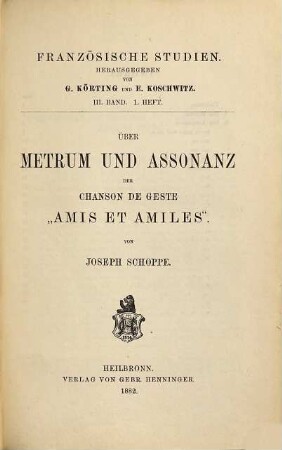 FRANZÖSISCHE STUDIEN.
HERAUSGEGEBEN
VON
G. KÖRTING UND E. KOSCHWITZ.
III. BAND. 1. HEFT.
ÜBER
METRUM UND ASSONANZ
DER
CHANSON DE GESTE
„AMIS ET AMILES".
VON
JOSEPH SCHOPPE.
HEILBRONN.
VERLAG VON GEBR. HENNINGER.
1882.